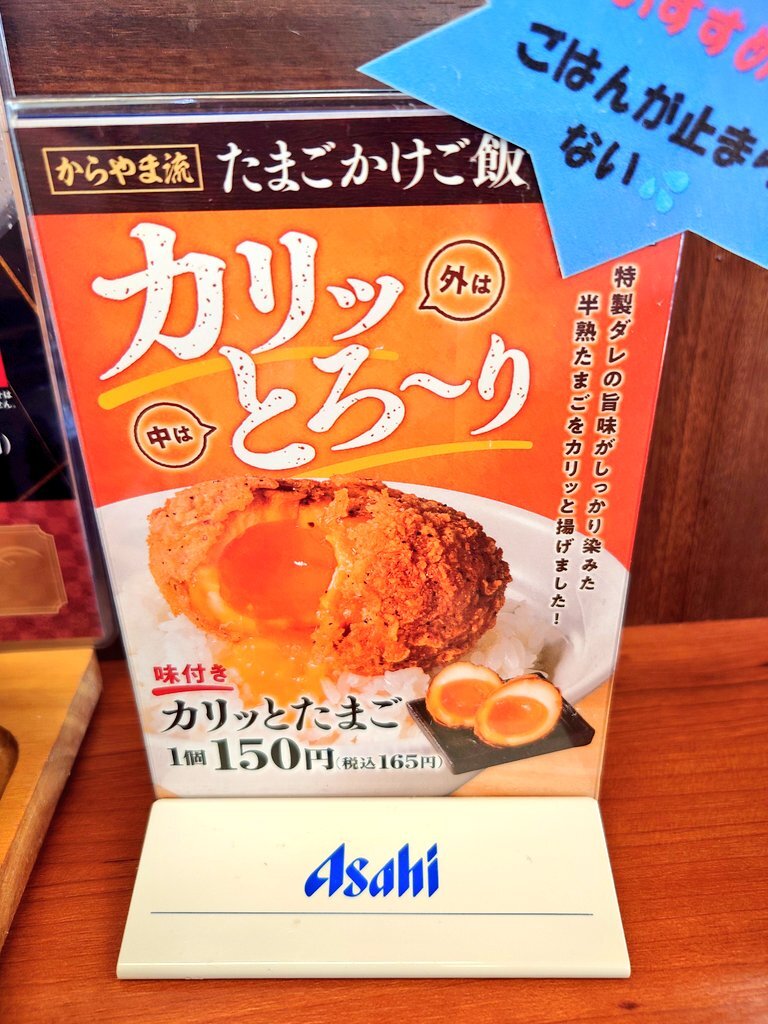 おすすめ
ごはんが止まら
ない
からやま流
たまごかけご飯
外は
カリッ
中は
とろ〜り
特製ダレの旨味がしっかり染みた
半熟たまごをカリッと揚げました!
味付き
カリッとたまご
1個150円(税込165円)
Asahi